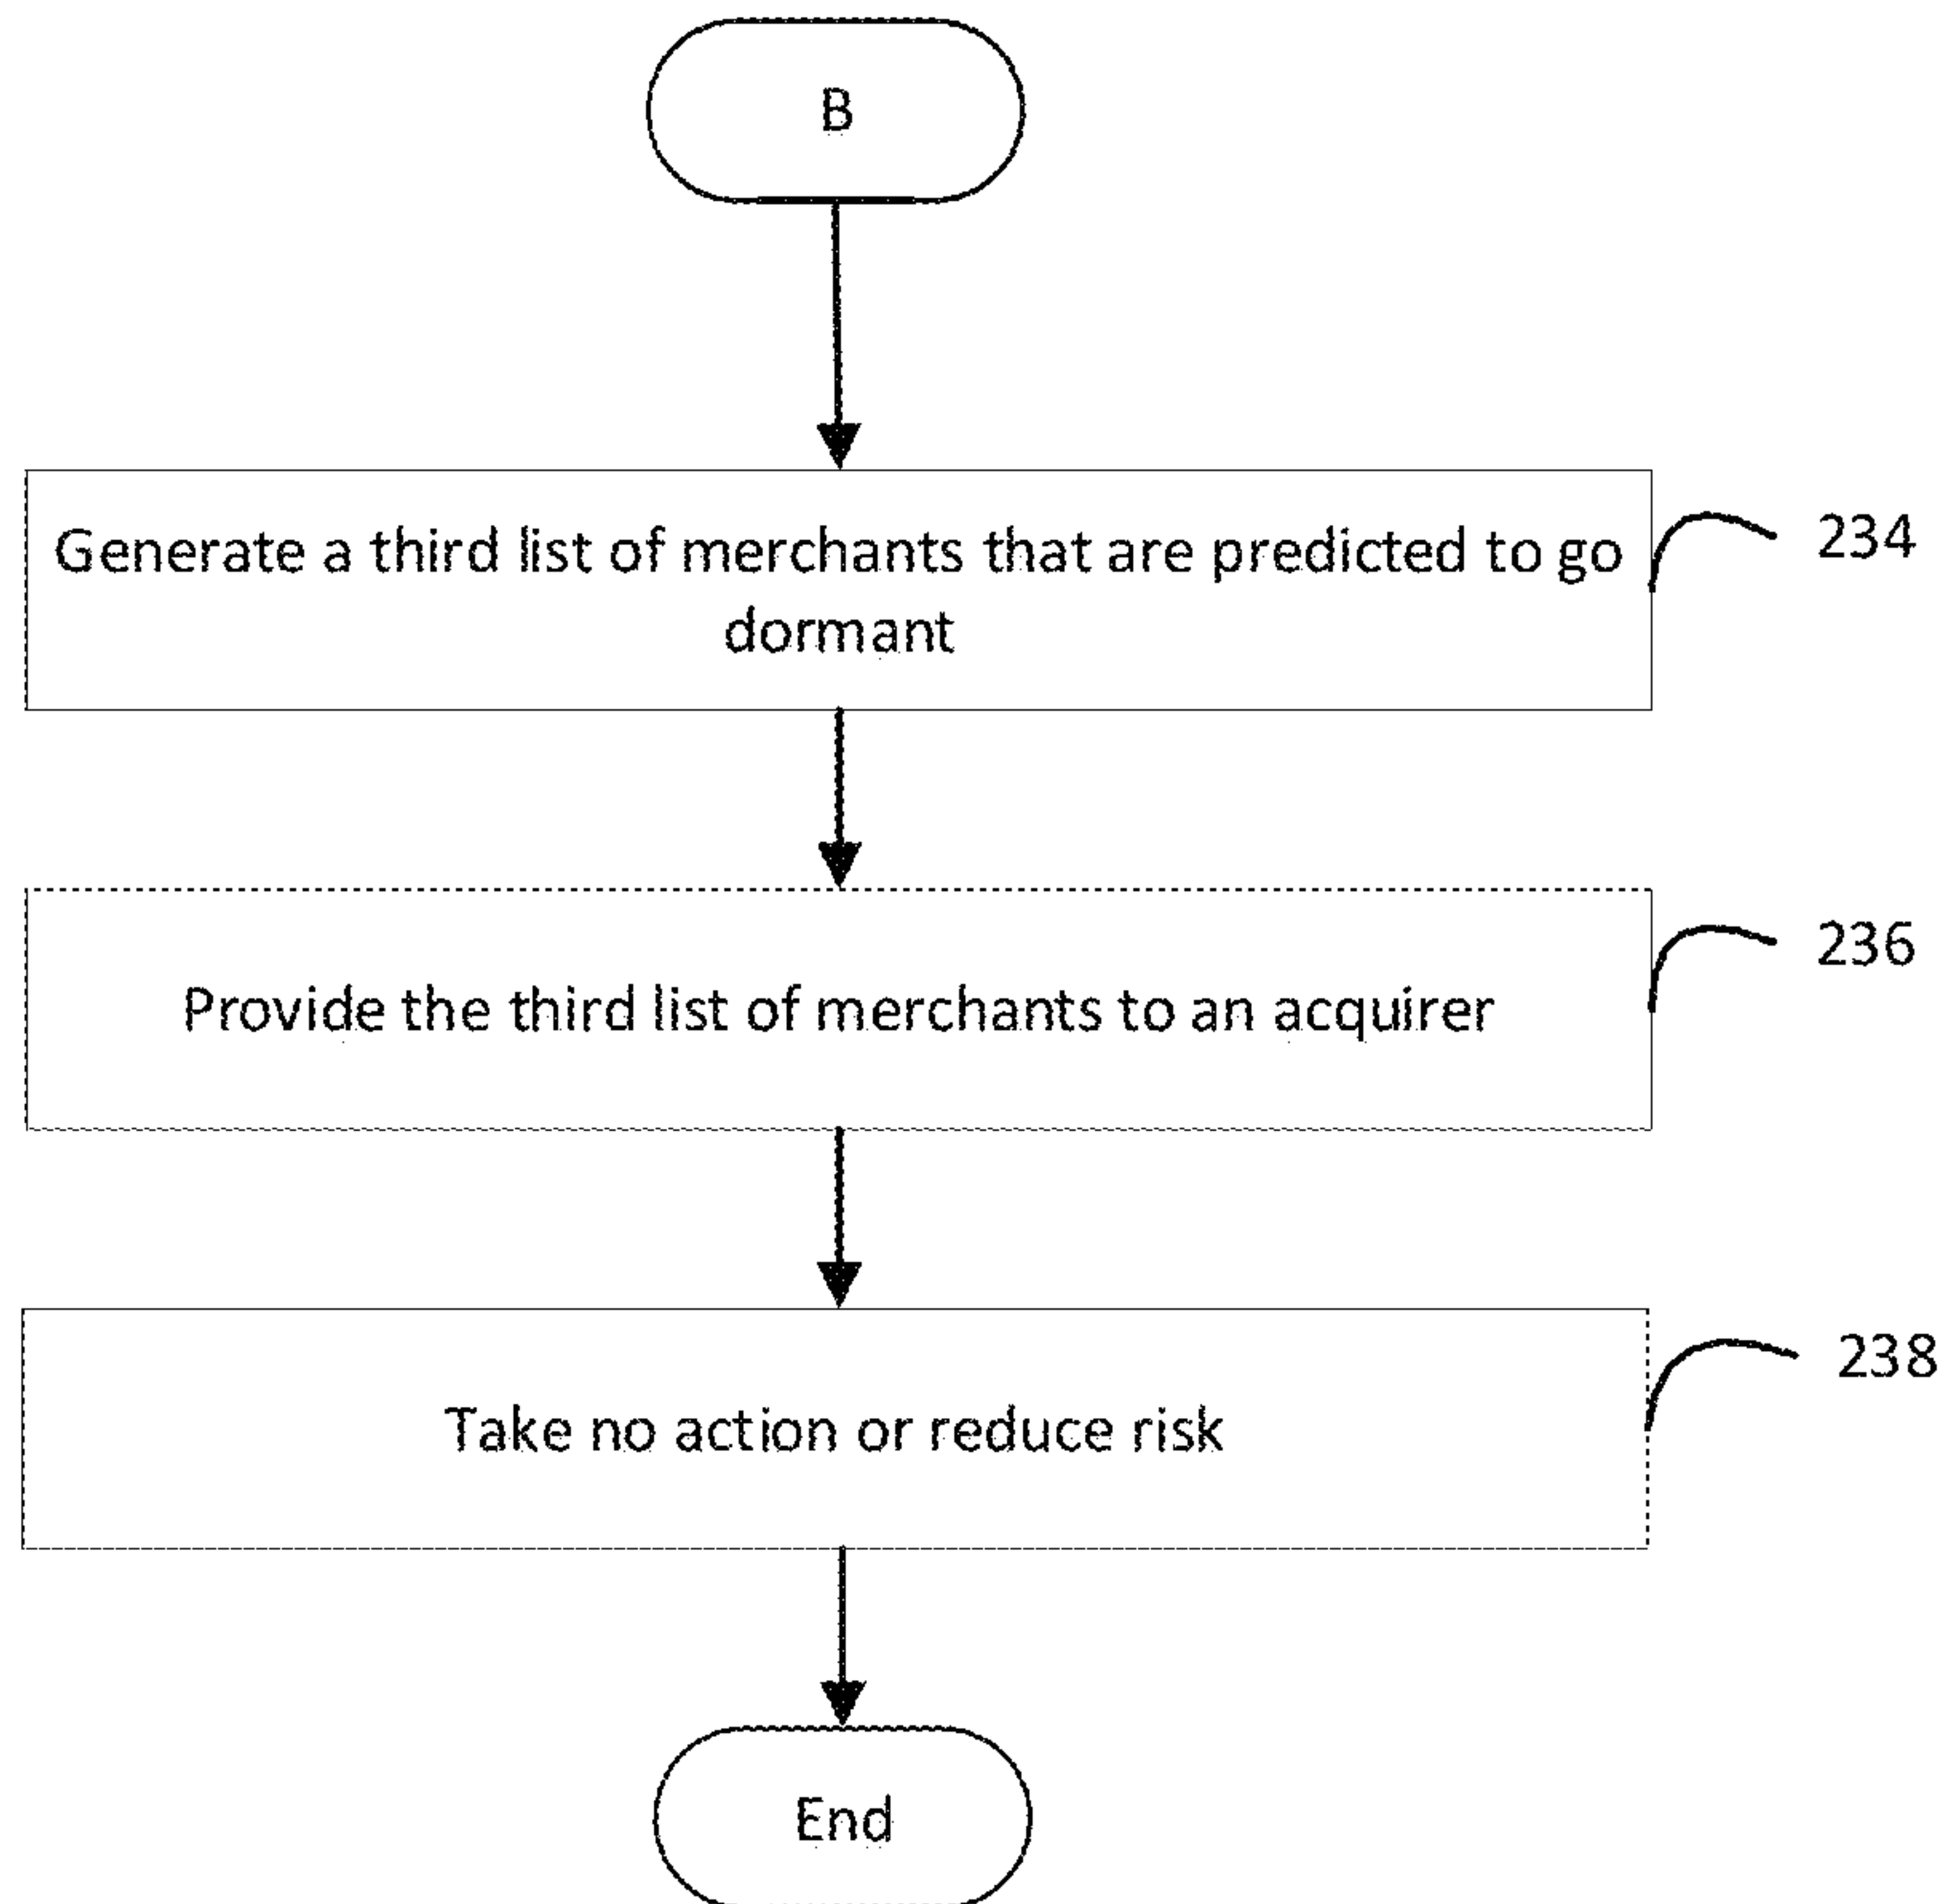 B
Generate a third list of merchants that are predicted to go
dormant
234
Provide the third list of merchants to an acquirer
236
Take no action or reduce risk
238
End